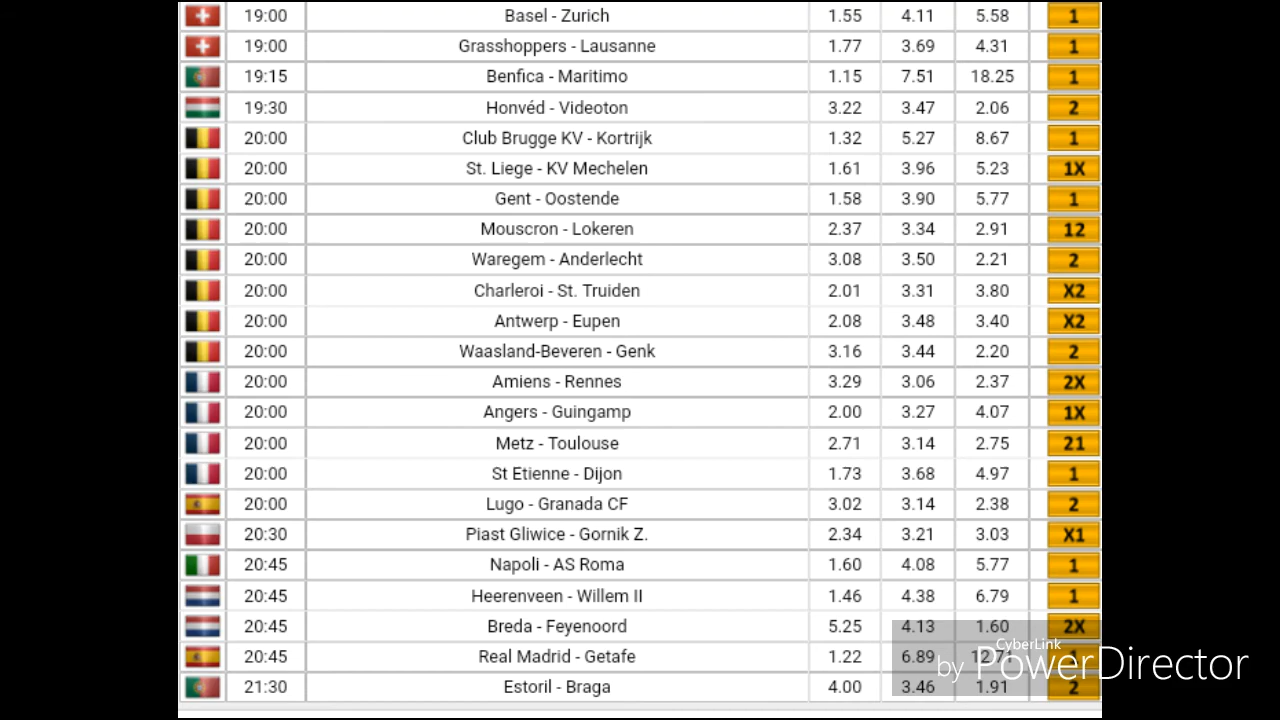 19:00 Basel - Zurich 1.55 4.11 5.58 1
19:00 Grasshoppers - Lausanne 1.77 3.69 4.31 1
19:15 Benfica - Maritimo 1.15 7.51 18.25 1
19:30 Honvéd - Videoton 3.22 3.47 2.06 2
20:00 Club Brugge KV - Kortrijk 1.32 5.27 8.67 1
20:00 St. Liege - KV Mechelen 1.61 3.96 5.23 1X
20:00 Gent - Oostende 1.58 3.90 5.77 1
20:00 Mouscron - Lokeren 2.37 3.34 2.91 12
20:00 Waregem - Anderlecht 3.08 3.50 2.21 2
20:00 Charleroi - St. Truiden 2.01 3.31 3.80 X2
20:00 Antwerp - Eupen 2.08 3.48 3.40 X2
20:00 Waasland-Beveren - Genk 3.16 3.44 2.20 2
20:00 Amiens - Rennes 3.29 3.06 2.37 2X
20:00 Angers - Guingamp 2.00 3.27 4.07 1X
20:00 Metz - Toulouse 2.71 3.14 2.75 21
20:00 St Etienne - Dijon 1.73 3.68 4.97 1
20:00 Lugo - Granada CF 3.02 3.14 2.38 2
20:30 Piast Gliwice - Gornik Z. 2.34 3.21 3.03 X1
20:45 Napoli - AS Roma 1.60 4.08 5.77 1
20:45 Heerenveen - Willem II 1.46 4.38 6.79 1
20:45 Breda - Feyenoord 5.25 4.13 1.60 2X
20:45 Real Madrid - Getafe 1.22 6.89 1
21:30 Estoril - Braga 4.00 3.46 1.91 2
CyberLink
by PowerDirector